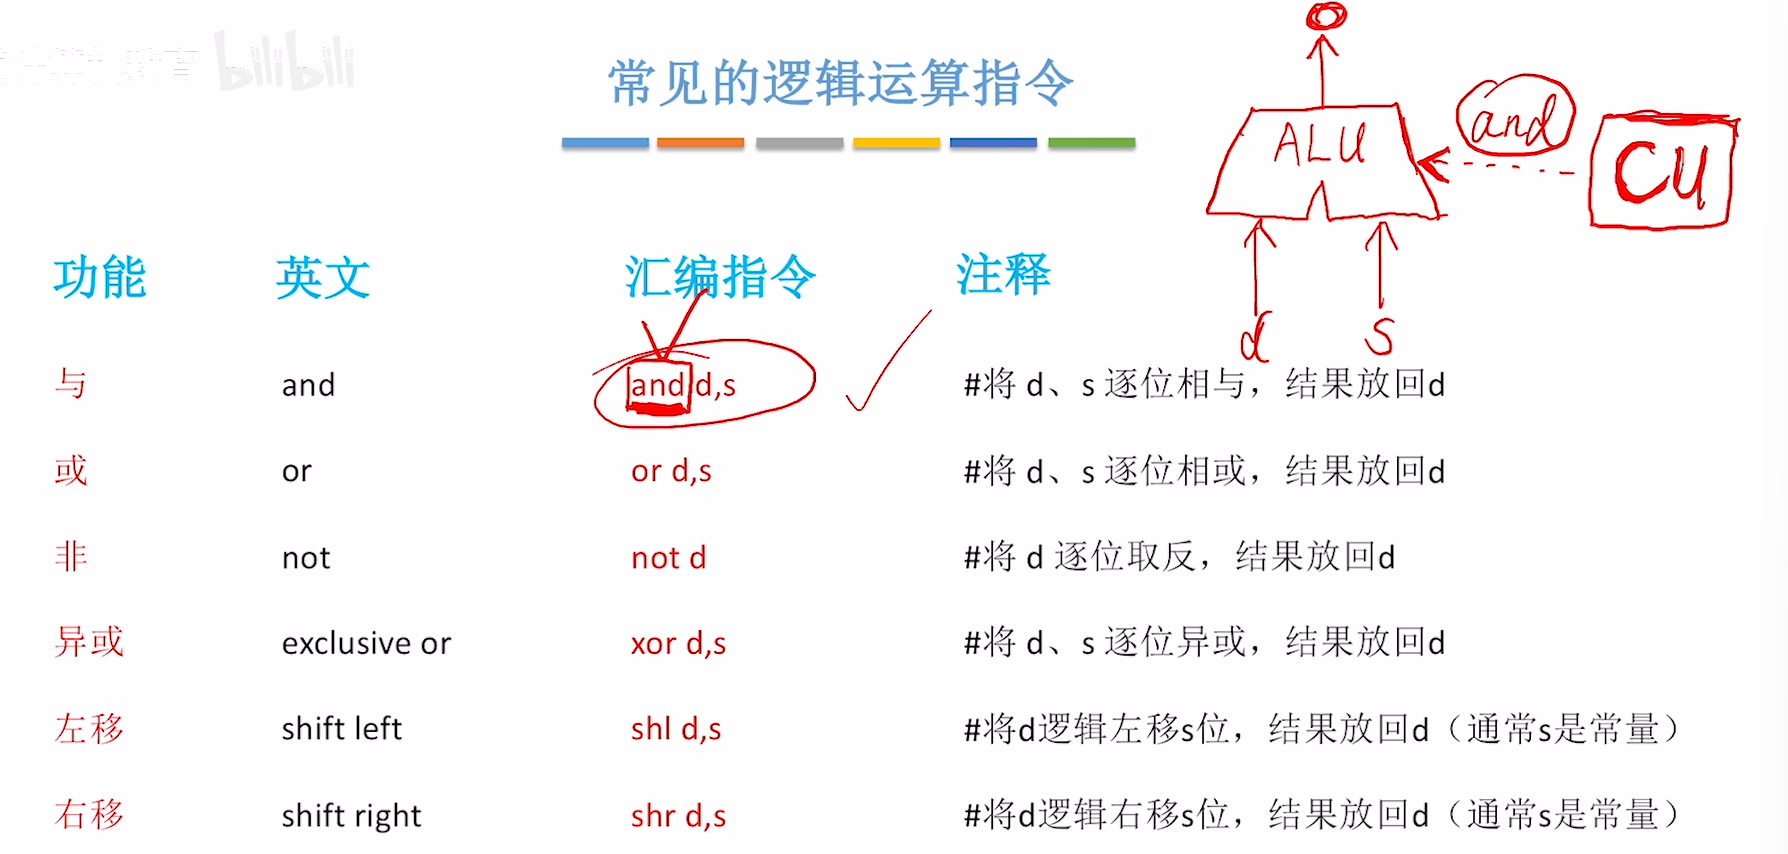 bilibili
常见的逻辑运算指令
ALU
and
CU
d s
功能 英文 汇编指令 注释
与 and and d,s #将 d、s 逐位相与，结果放回d
或 or or d,s #将 d、s 逐位相或，结果放回d
非 not not d #将 d 逐位取反，结果放回d
异或 exclusive or xor d,s #将 d、s 逐位异或，结果放回d
左移 shift left shl d,s #将d逻辑左移s位，结果放回d（通常s是常量）
右移 shift right shr d,s #将d逻辑右移s位，结果放回d（通常s是常量）